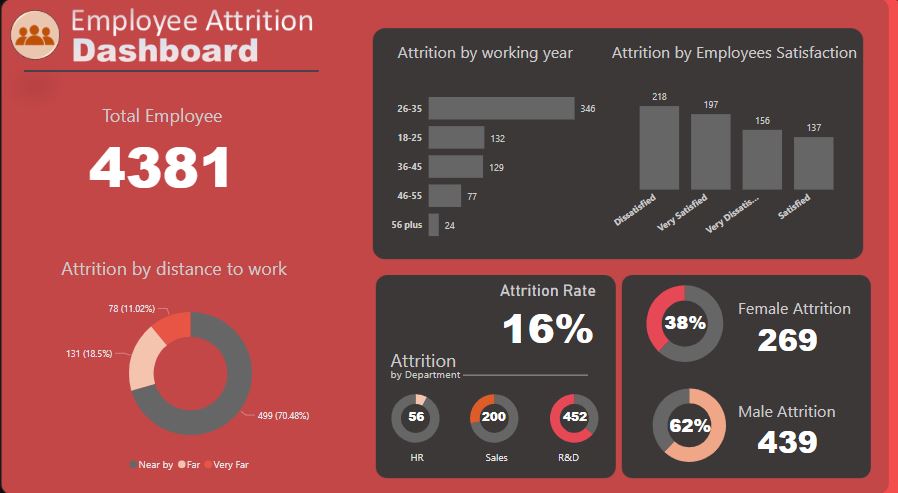 Employee Attrition
Dashboard
Total Employee
4381
Attrition by distance to work
78 (11.02%)
131 (18.5%)
499 (70.48%)
Near by Far Very Far
Attrition by working year
26-35 346
18-25 132
36-45 129
46-55 77
56 plus 24
Attrition by Employees Satisfaction
218 197 156 137
Dissatisfied Very Satisfied Very Dissatis... Satisfied
Attrition Rate
16%
Attrition
by Department
56 200 452
HR Sales R&D
38%
Female Attrition
269
62%
Male Attrition
439